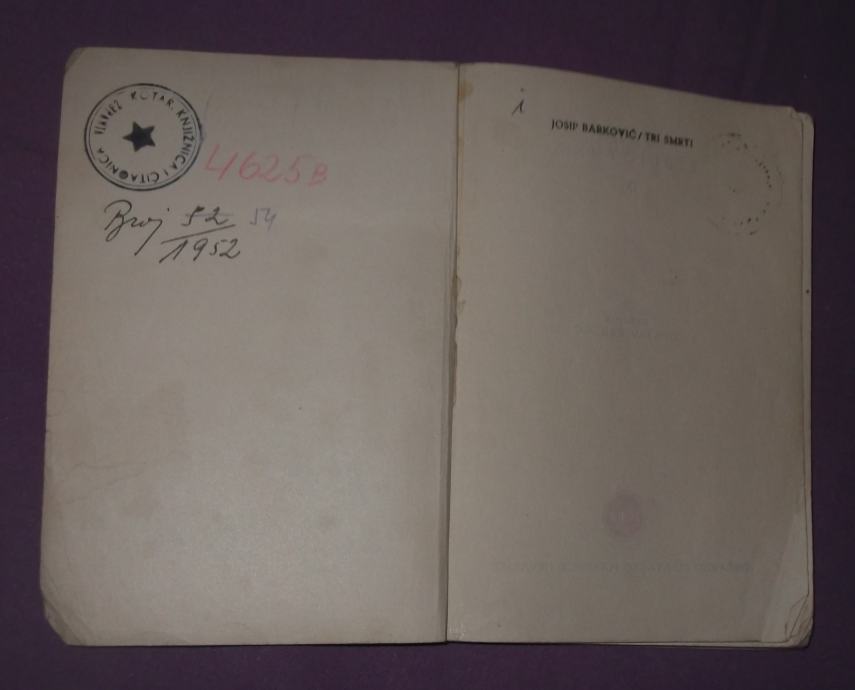 KOTAR. KNJIŽNICA I ČITAONICA
4625B
Broj 52 54
1952
i
JOSIP BARKOVIĆ / TRI SMRTI